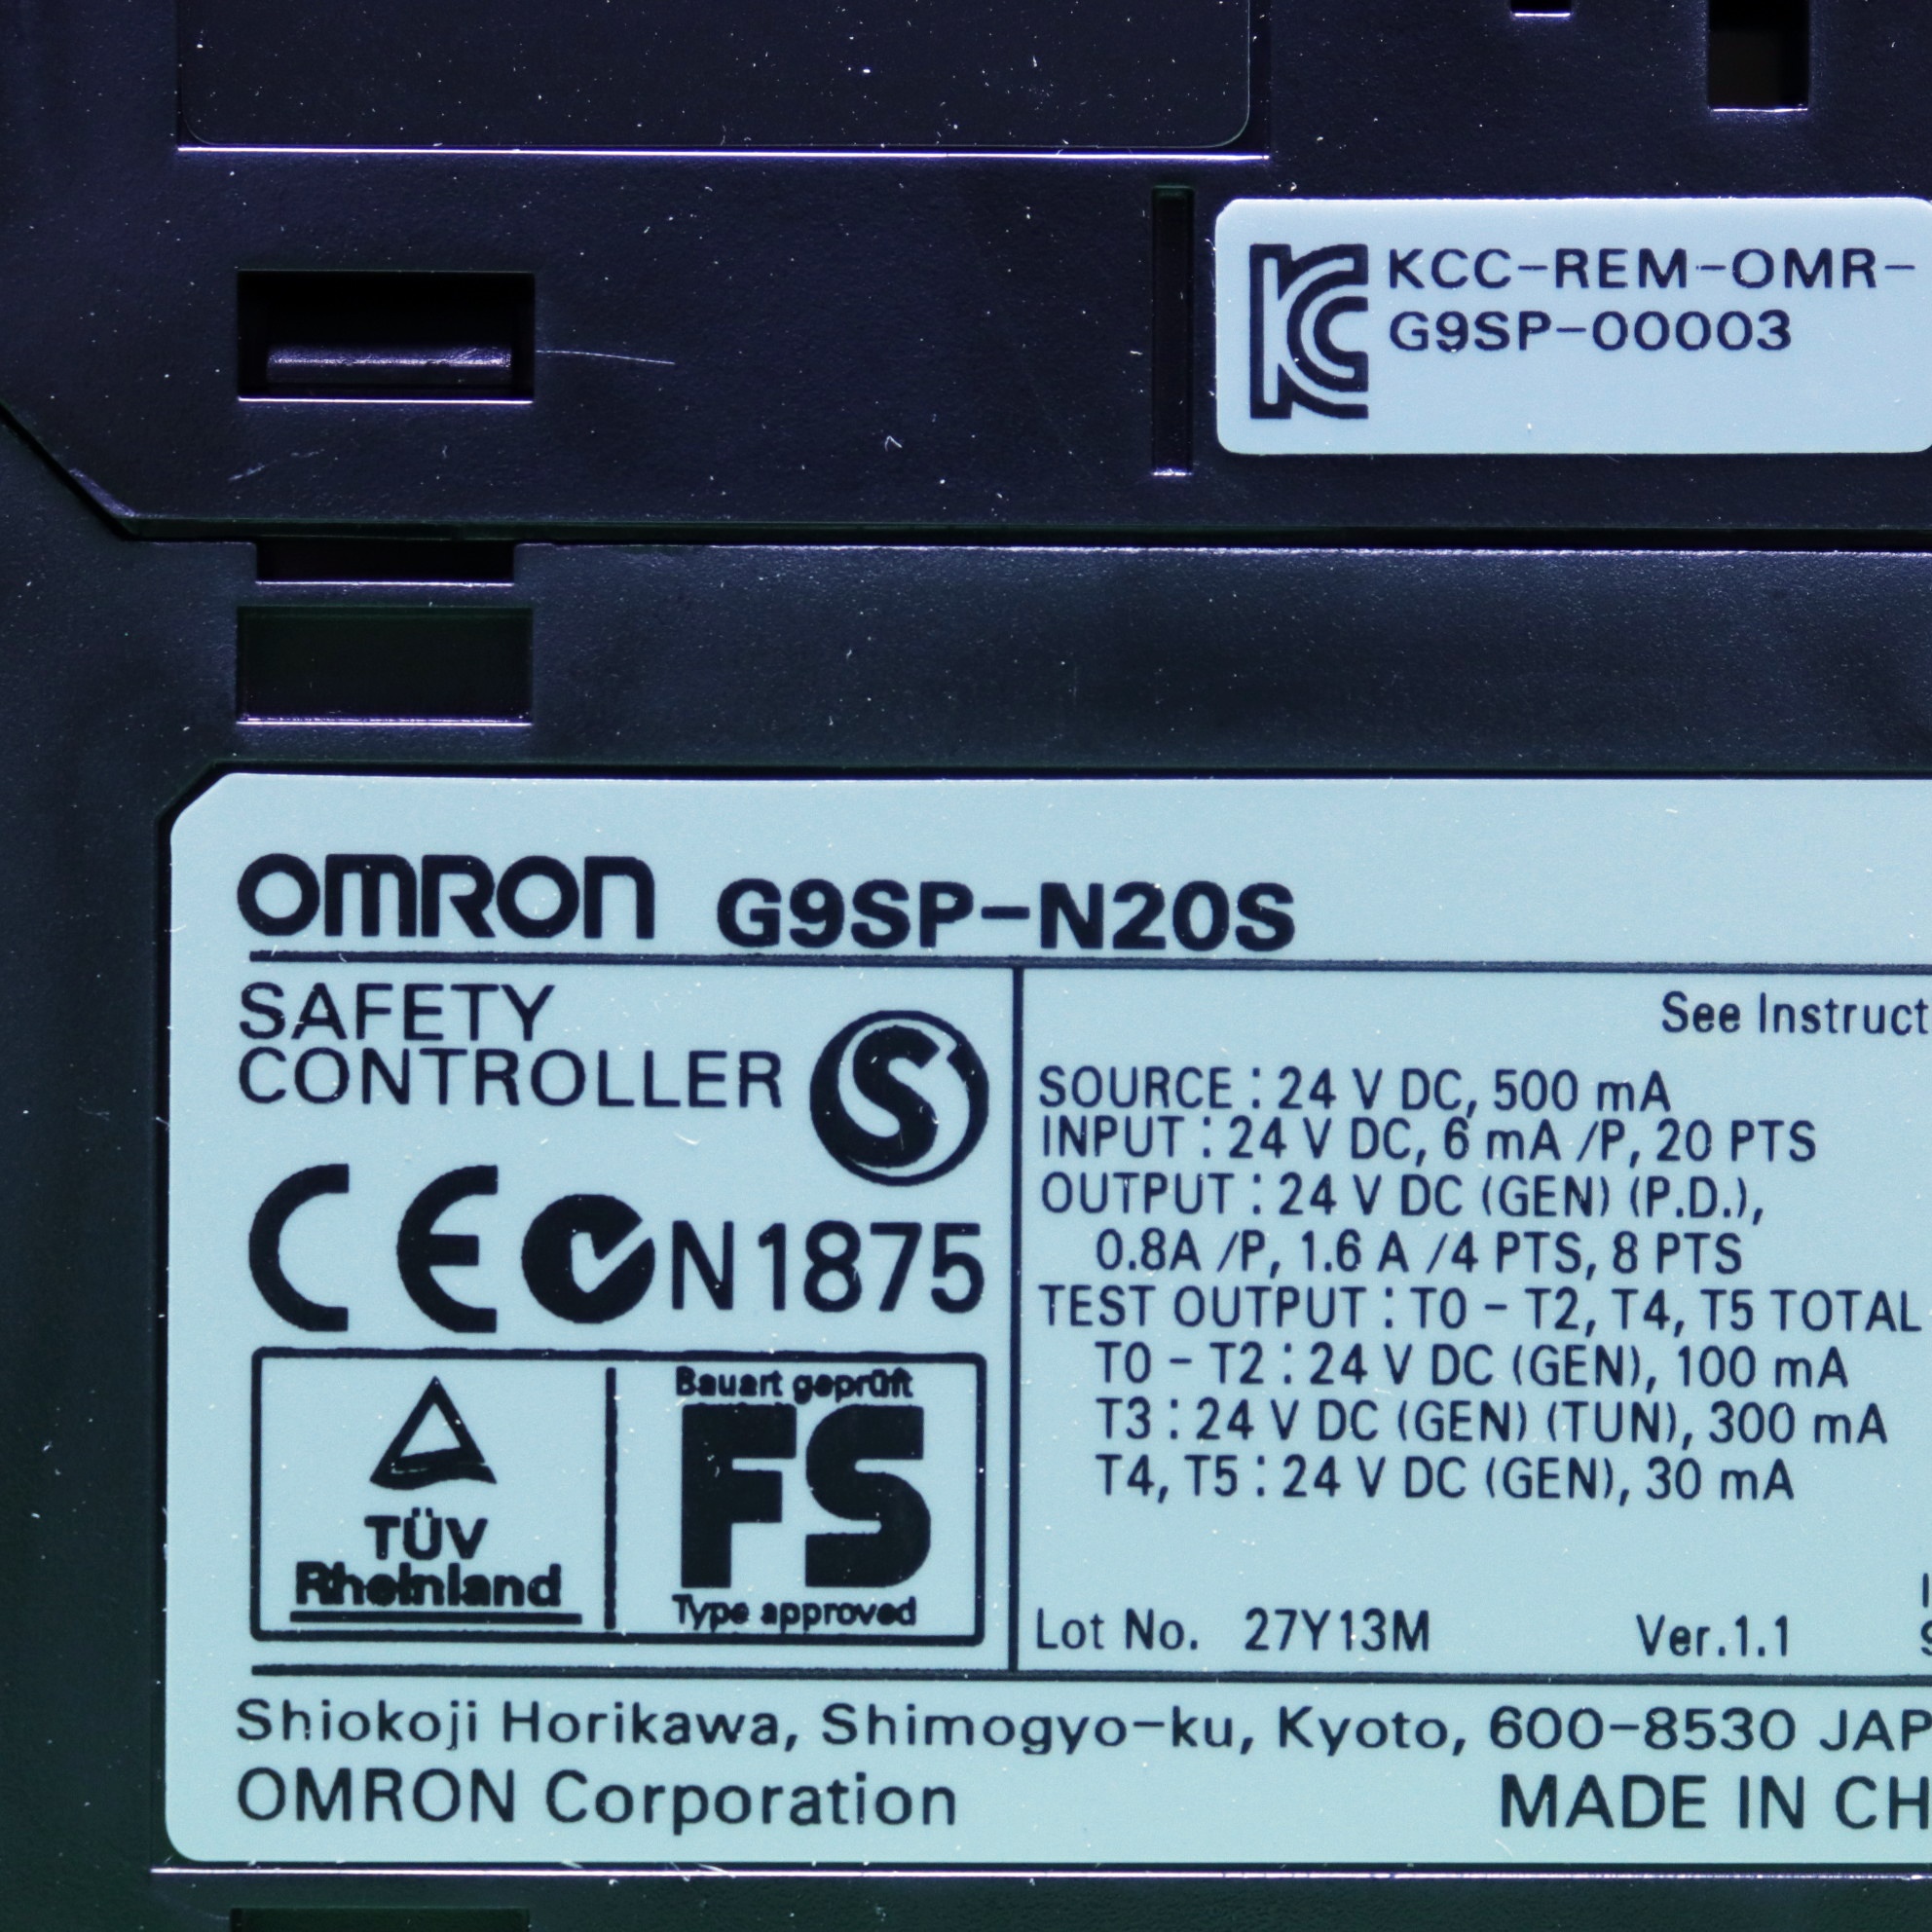 KCC-REM-OMR-
G9SP-00003
OMRON G9SP-N20S
SAFETY
CONTROLLER
S
CE N1875
TÜV
Rheinland
Bauart geprüft
FS
Type approved
See Instruct
SOURCE : 24 V DC, 500 mA
INPUT : 24 V DC, 6 mA /P, 20 PTS
OUTPUT : 24 V DC (GEN) (P.D.),
0.8A /P, 1.6 A /4 PTS, 8 PTS
TEST OUTPUT : T0 - T2, T4, T5 TOTAL
T0 - T2 : 24 V DC (GEN), 100 mA
T3 : 24 V DC (GEN) (TUN), 300 mA
T4, T5 : 24 V DC (GEN), 30 mA
Lot No. 27Y13M Ver.1.1
Shiokoji Horikawa, Shimogyo-ku, Kyoto, 600-8530 JAP
OMRON Corporation MADE IN CH